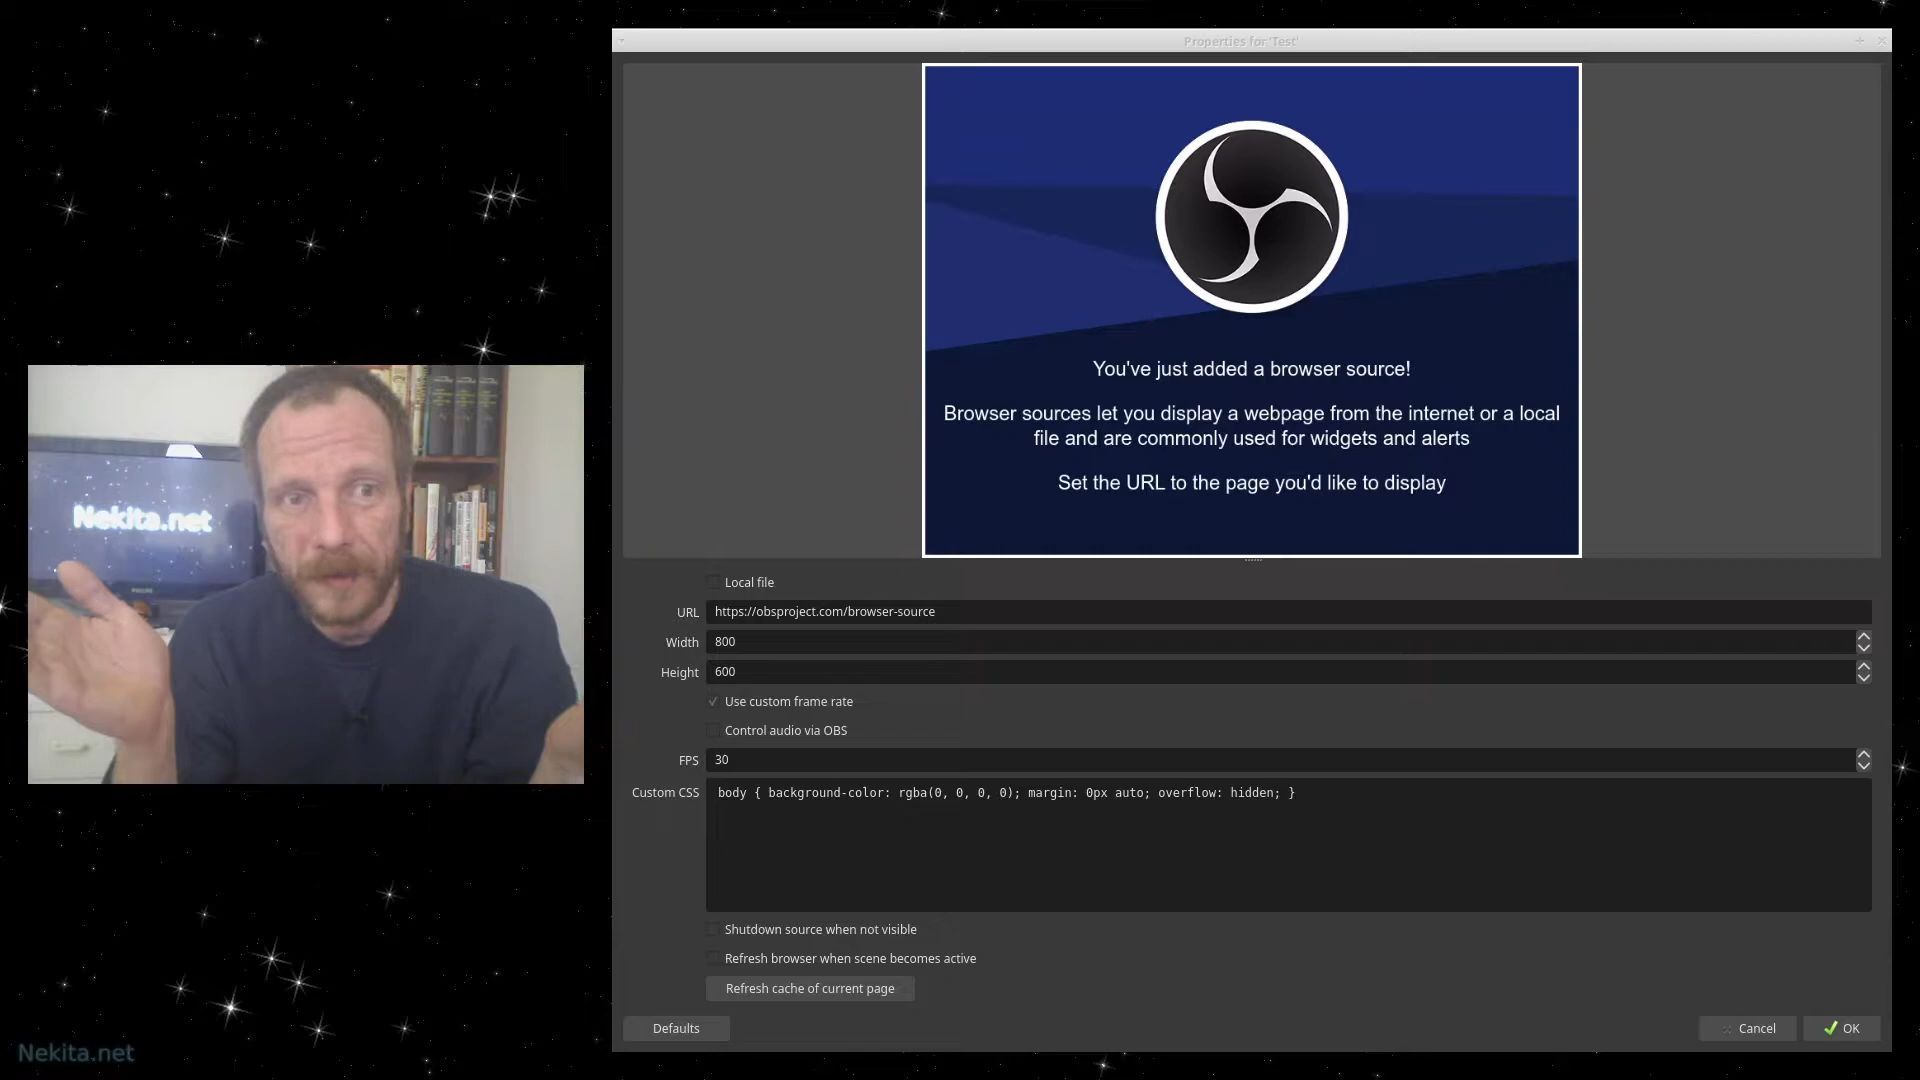 Properties for 'Test'
You've just added a browser source!
Browser sources let you display a webpage from the internet or a local
file and are commonly used for widgets and alerts
Set the URL to the page you'd like to display
Local file
URL https://obsproject.com/browser-source
Width 800
Height 600
Use custom frame rate
Control audio via OBS
FPS 30
Custom CSS body { background-color: rgba(0, 0, 0, 0); margin: 0px auto; overflow: hidden; }
Shutdown source when not visible
Refresh browser when scene becomes active
Refresh cache of current page
Defaults
Cancel
OK
Nekita.net
PHILIPS
Nekita.net